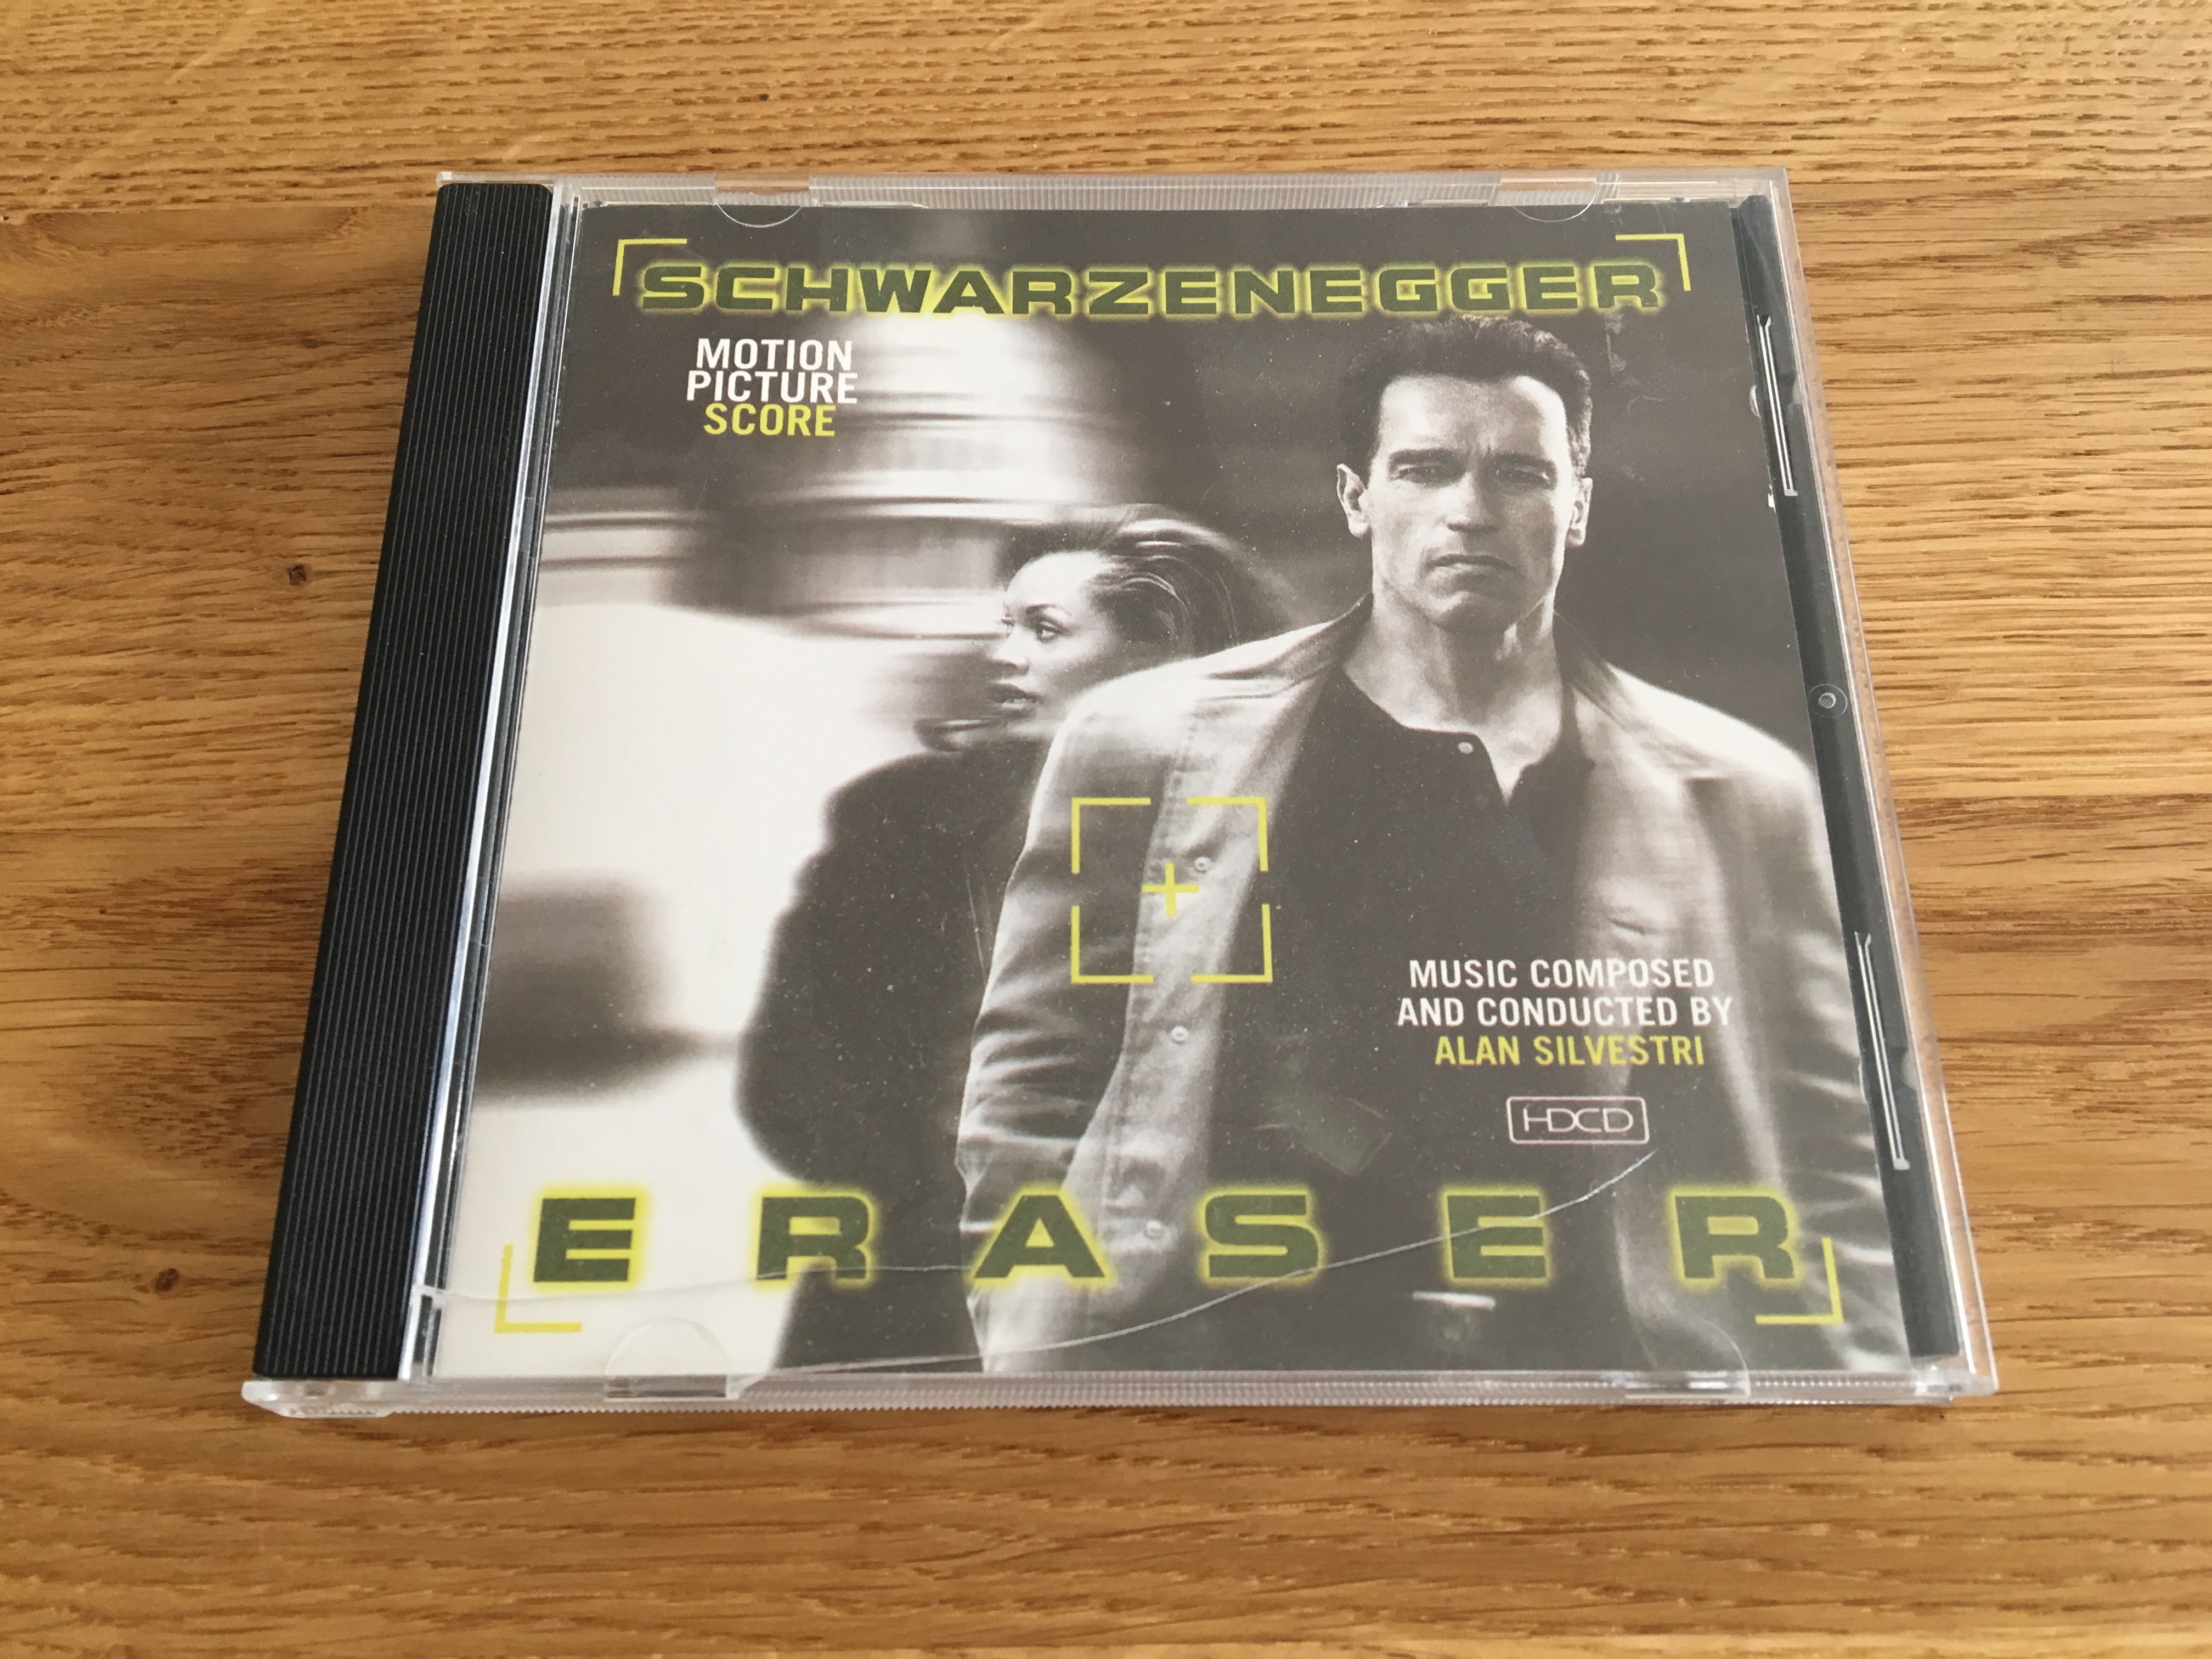 SCHWARZENEGGER
MOTION
PICTURE
SCORE
MUSIC COMPOSED
AND CONDUCTED BY
ALAN SILVESTRI
HDCD
ERASER